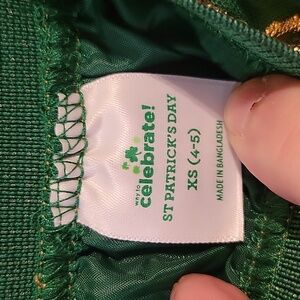 way to
celebrate!
ST PATRICK'S DAY
XS (4-5)
MADE IN BANGLADESH